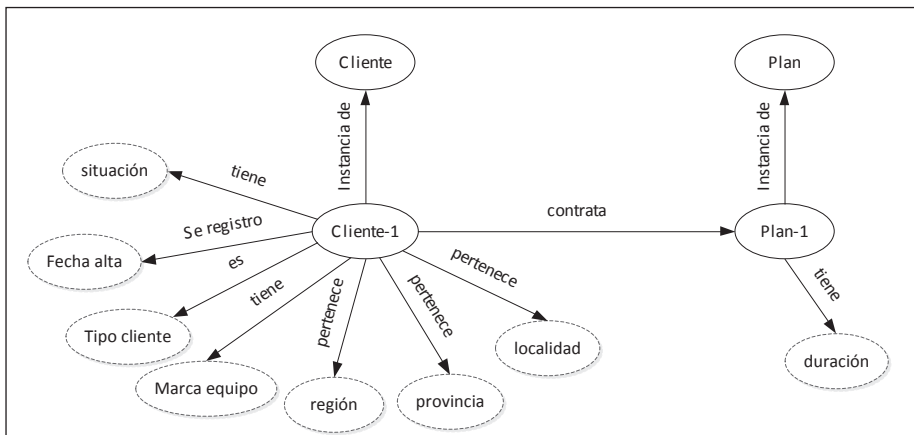 Cliente
Plan
Instancia de
Instancia de
situación
tiene
contrata
Se registro
Cliente-1
Plan-1
Fecha alta
es
tiene
pertenece
pertenece
pertenece
tiene
Tipo cliente
localidad
duración
Marca equipo
región
provincia